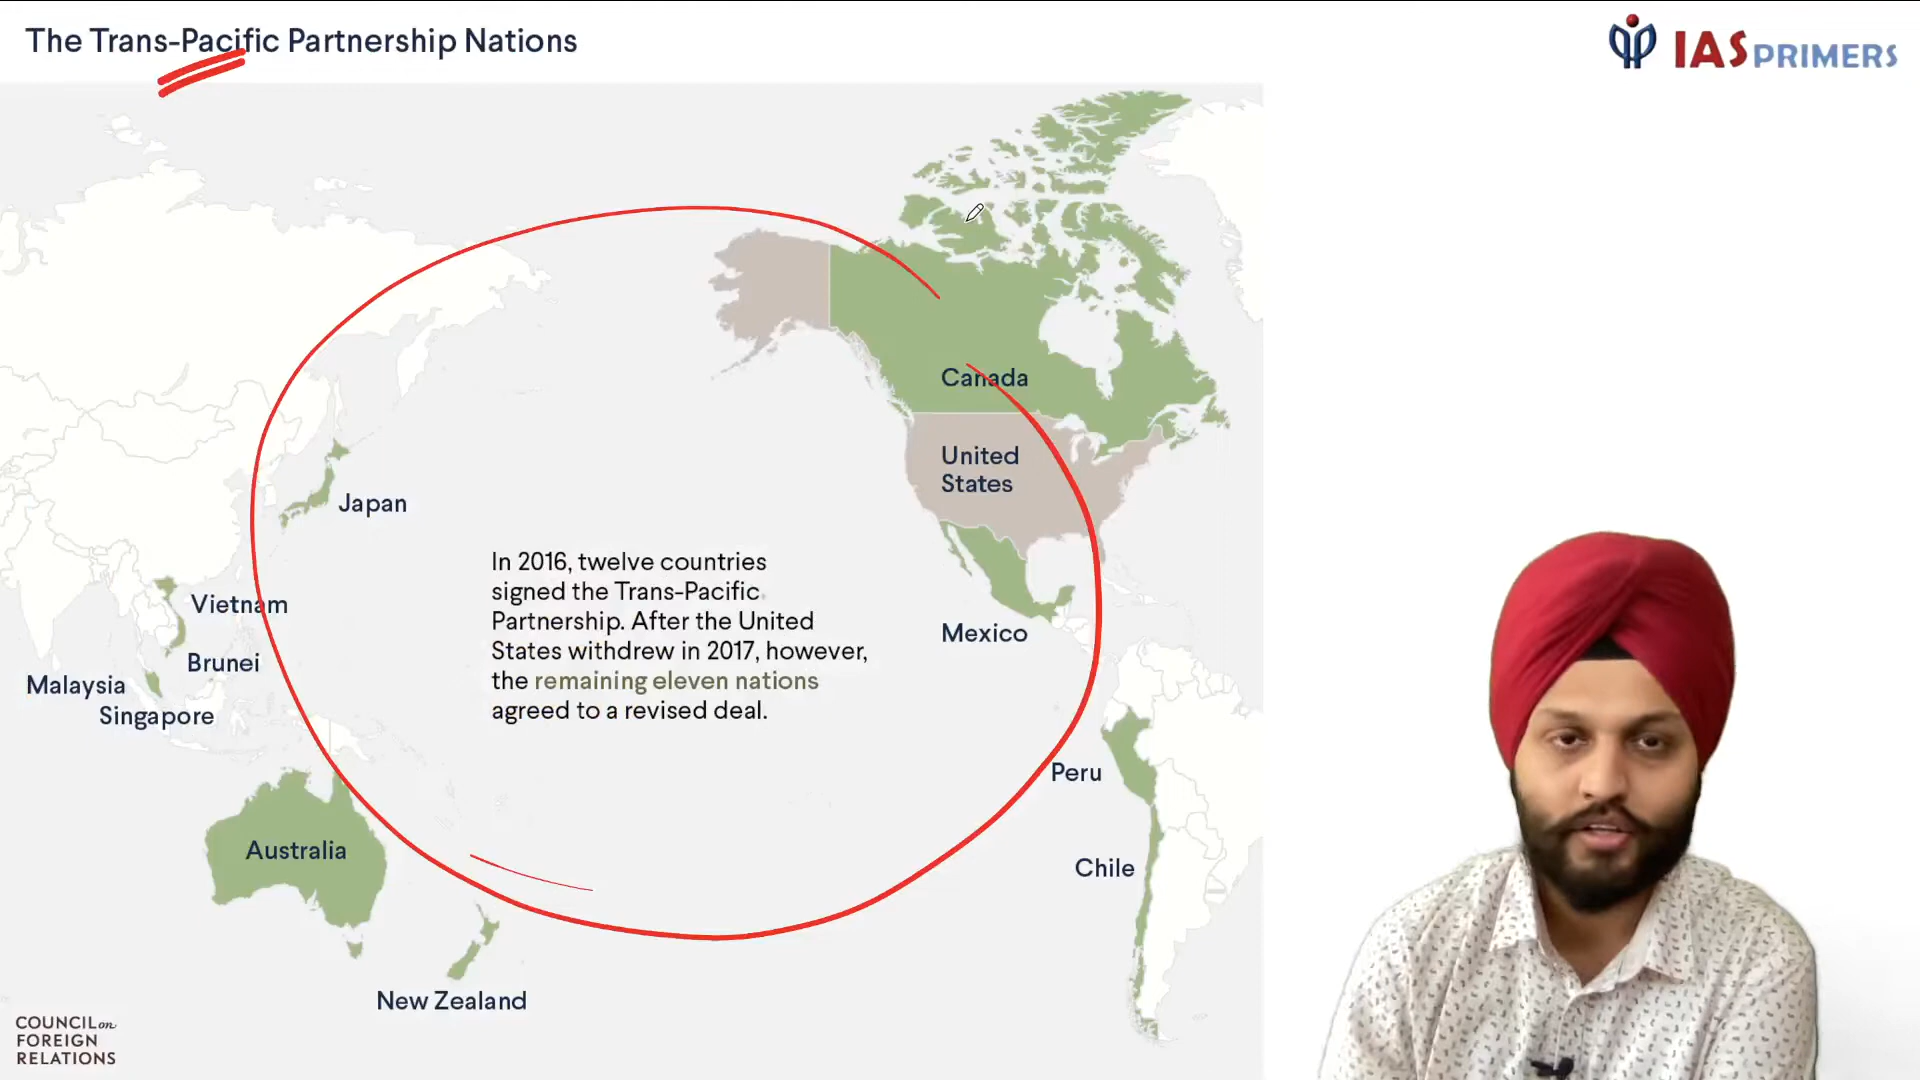 The Trans-Pacific Partnership Nations
IAS PRIMERS
Canada
United
States
Japan
In 2016, twelve countries
signed the Trans-Pacific
Partnership. After the United
States withdrew in 2017, however,
the remaining eleven nations
agreed to a revised deal.
Vietnam
Mexico
Brunei
Malaysia
Singapore
Peru
Australia
Chile
New Zealand
COUNCIL on
FOREIGN
RELATIONS